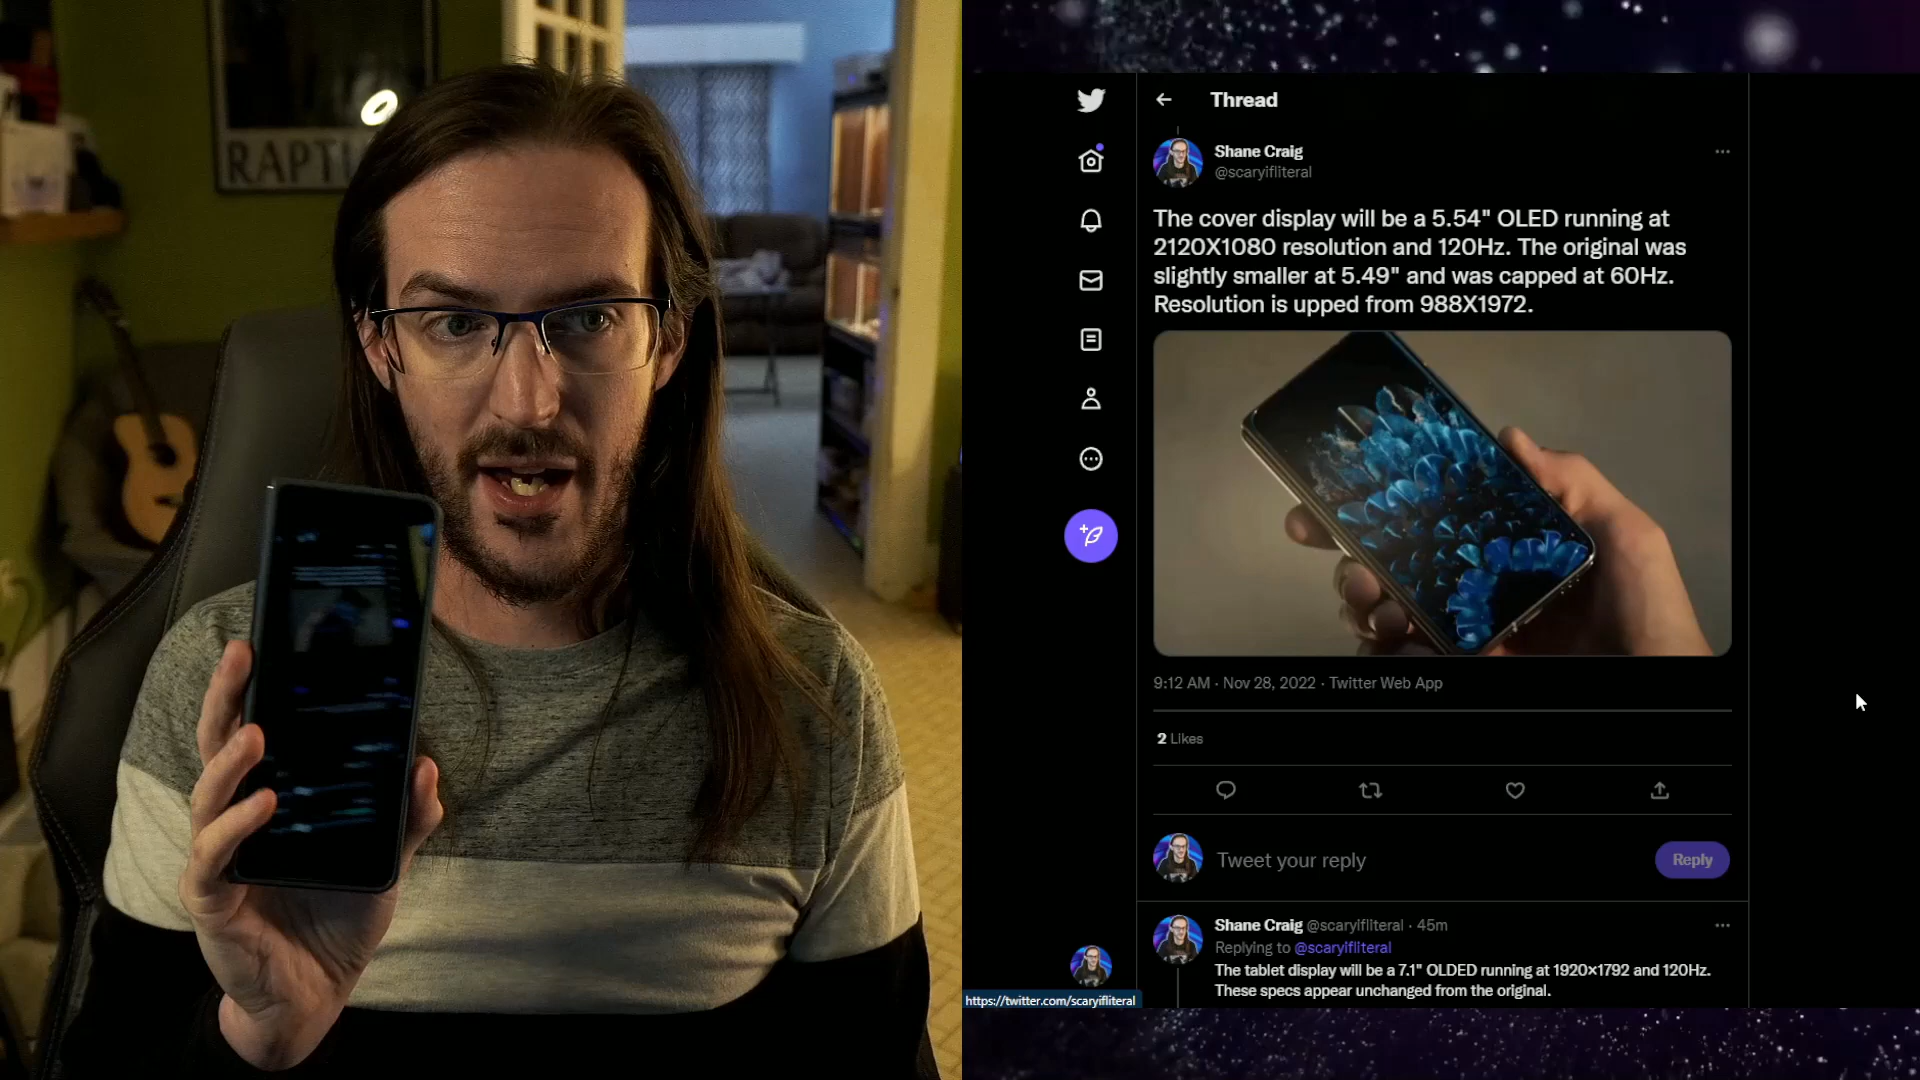 RAPT
Thread
Shane Craig
@scaryifliteral
The cover display will be a 5.54" OLED running at
2120X1080 resolution and 120Hz. The original was
slightly smaller at 5.49" and was capped at 60Hz.
Resolution is upped from 988X1972.
9:12 AM · Nov 28, 2022 · Twitter Web App
2 Likes
Tweet your reply
Reply
Shane Craig @scaryifliteral · 45m
Replying to @scaryifliteral
The tablet display will be a 7.1" OLDED running at 1920×1792 and 120Hz.
These specs appear unchanged from the original.
https://twitter.com/scaryifliteral